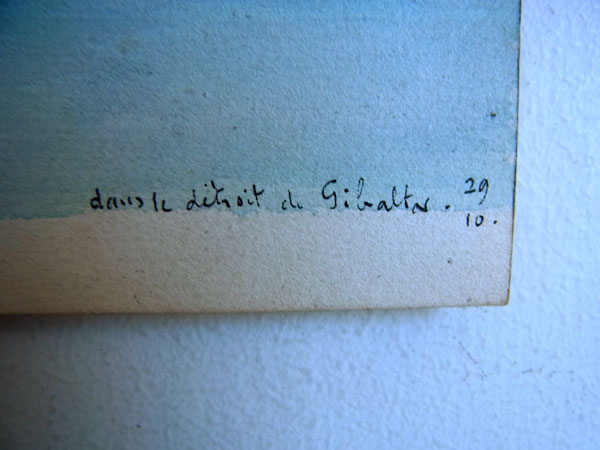 dans le détroit de Gibraltar. 29
10.